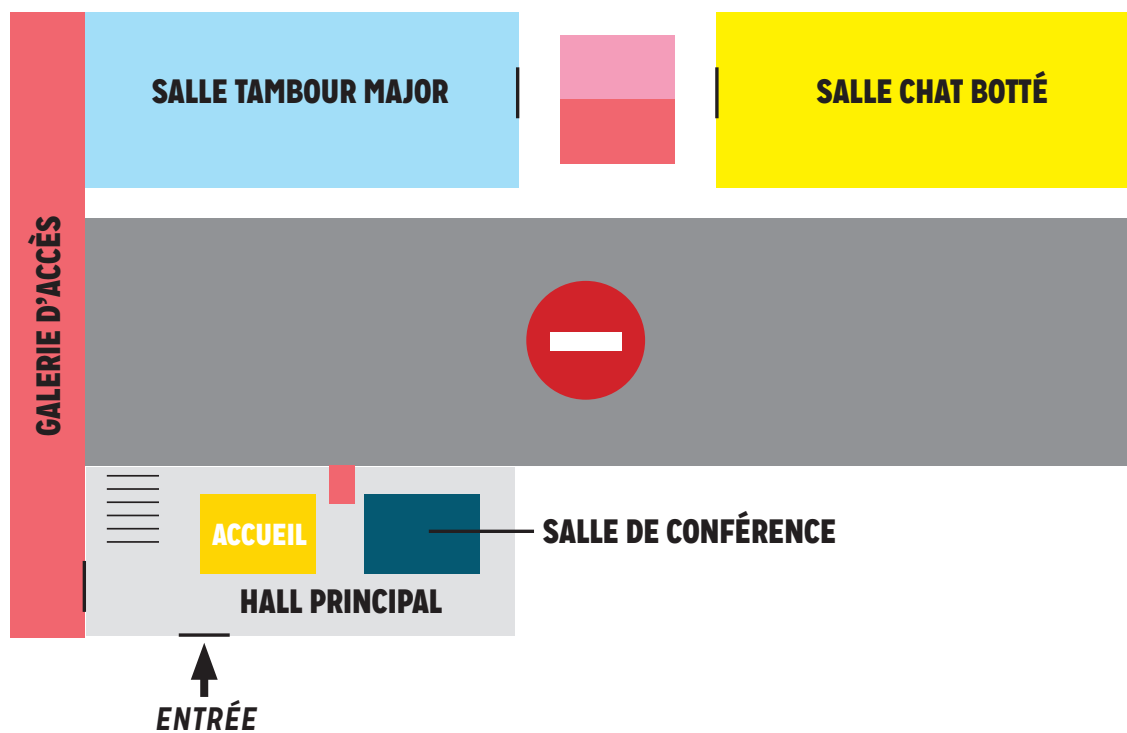 SALLE TAMBOUR MAJOR
SALLE CHAT BOTTÉ
GALERIE D'ACCÈS
ACCUEIL
SALLE DE CONFÉRENCE
HALL PRINCIPAL
ENTRÉE